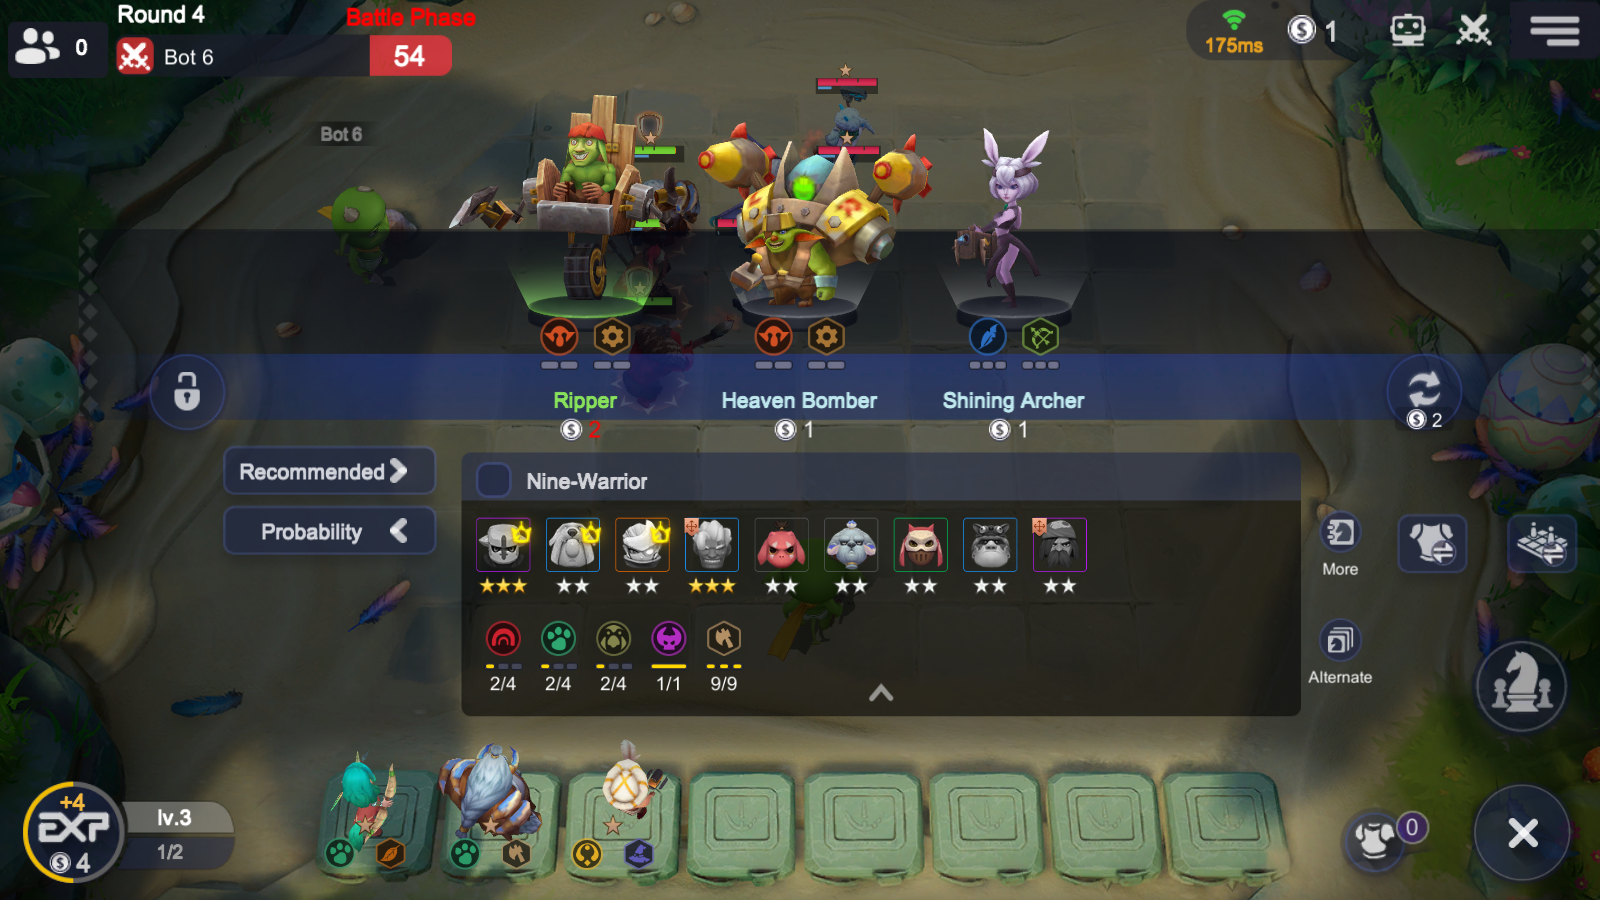 Round 4
Battle Phase
0
Bot 6
54
175ms
1
Bot 6
Ripper
2
Heaven Bomber
1
Shining Archer
1
2
Recommended
Probability
Nine-Warrior
2/4
2/4
2/4
1/1
9/9
More
Alternate
+4
EXP
4
lv.3
1/2
0